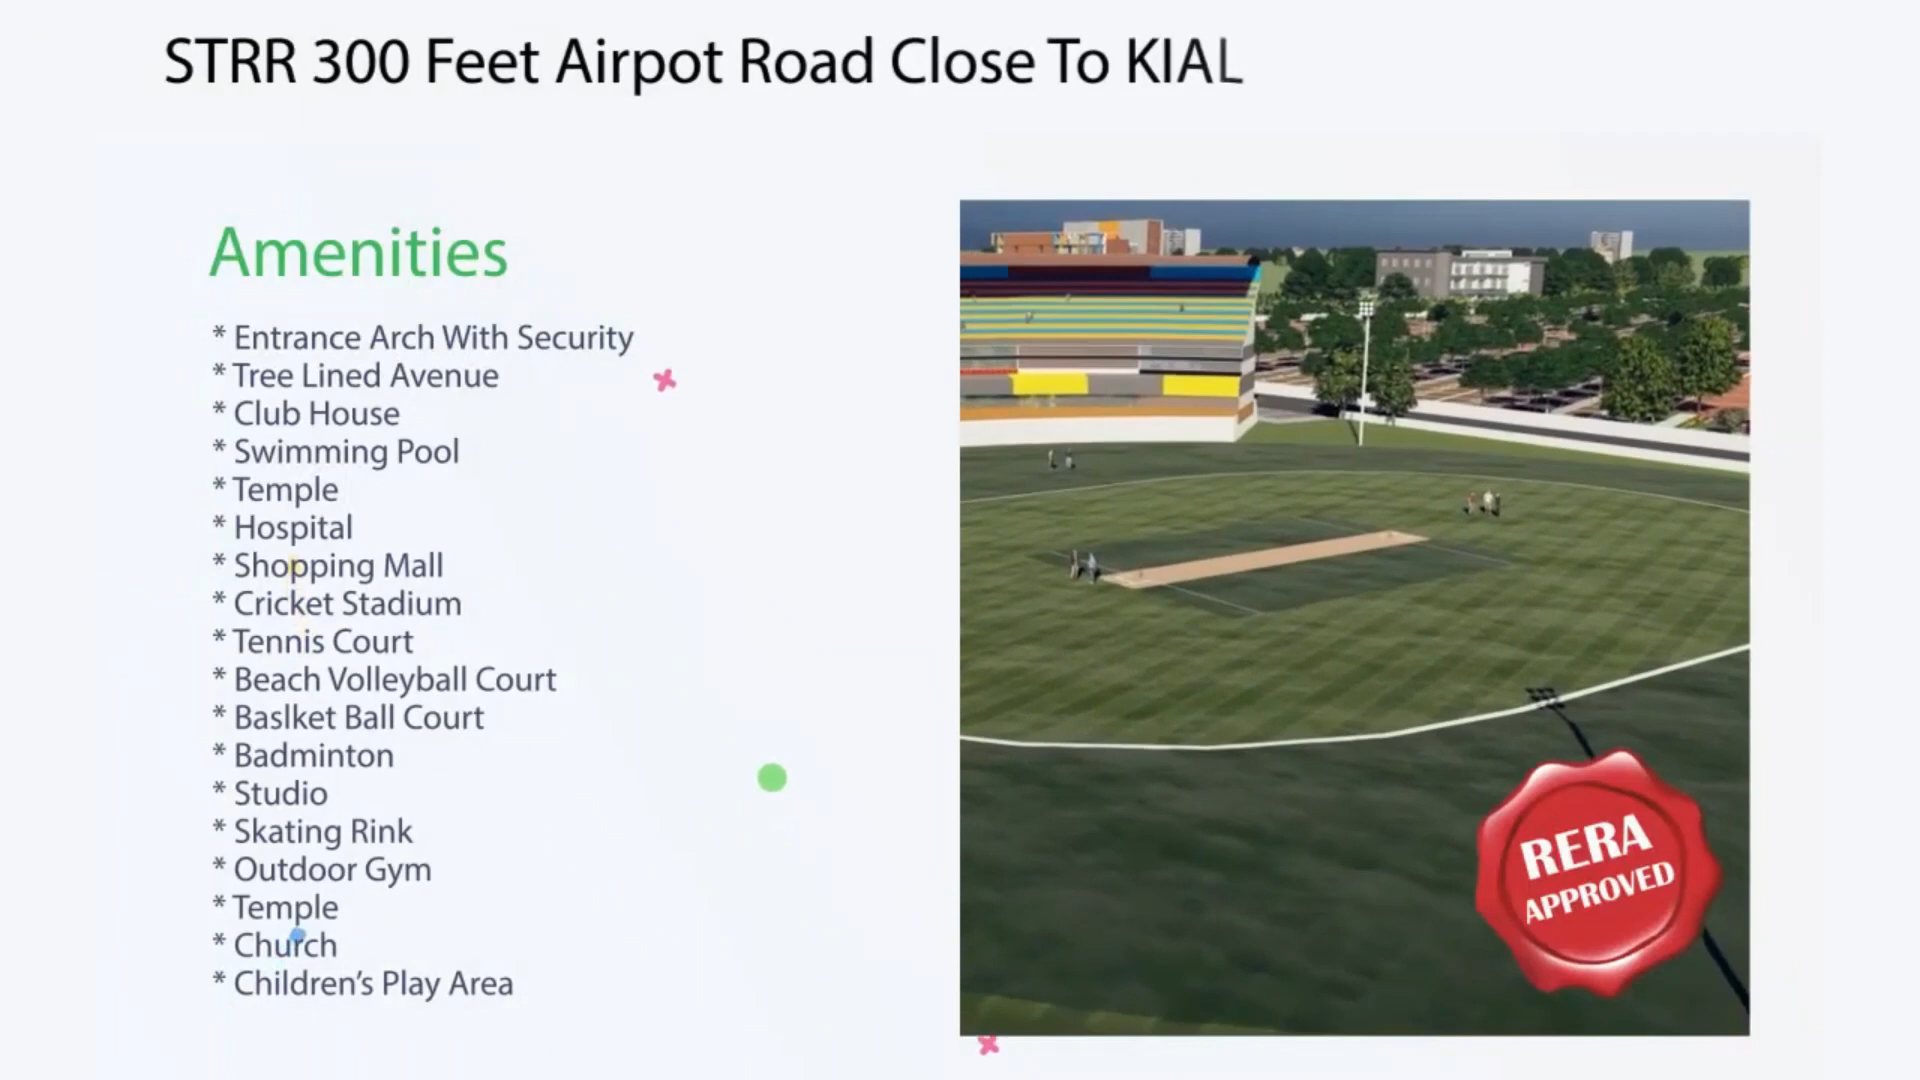 STRR 300 Feet Airpot Road Close To KIAL
Amenities
* Entrance Arch With Security
* Tree Lined Avenue
* Club House
* Swimming Pool
* Temple
* Hospital
* Shopping Mall
* Cricket Stadium
* Tennis Court
* Beach Volleyball Court
* Baslket Ball Court
* Badminton
* Studio
* Skating Rink
* Outdoor Gym
* Temple
* Church
* Children’s Play Area
RERA
APPROVED